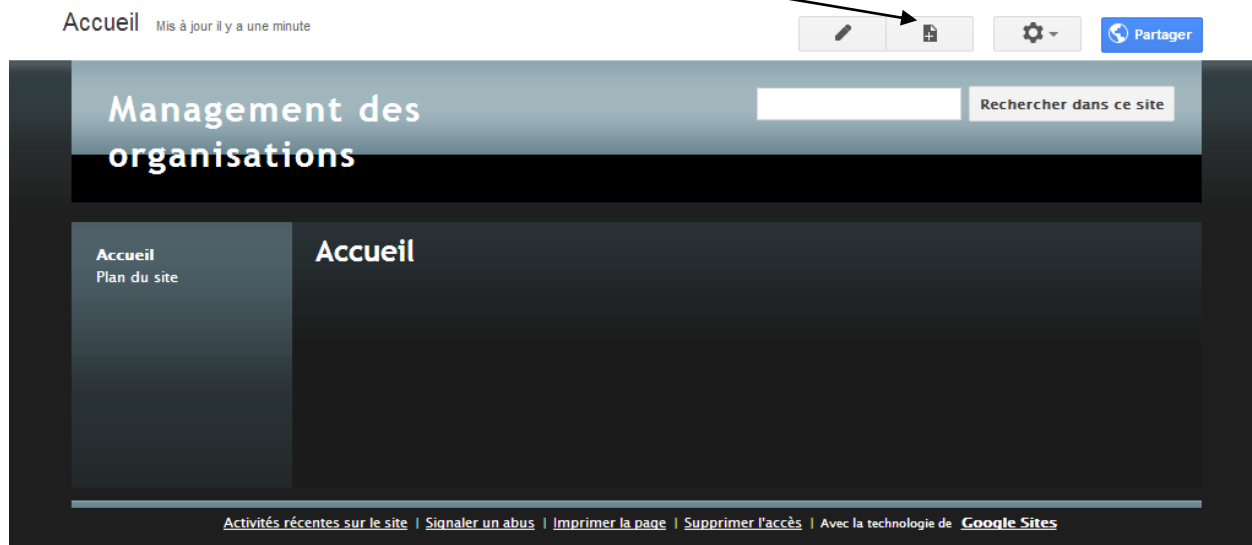 Accueil Mis à jour il y a une minute
Partager
Management des
organisations
Rechercher dans ce site
Accueil
Plan du site
Accueil
Activités récentes sur le site | Signaler un abus | Imprimer la page | Supprimer l'accès | Avec la technologie de Google Sites